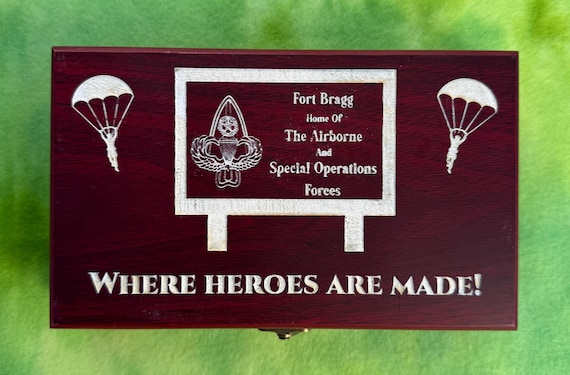 Fort Bragg
Home Of
The Airborne
And
Special Operations
Forces
WHERE HEROES ARE MADE!